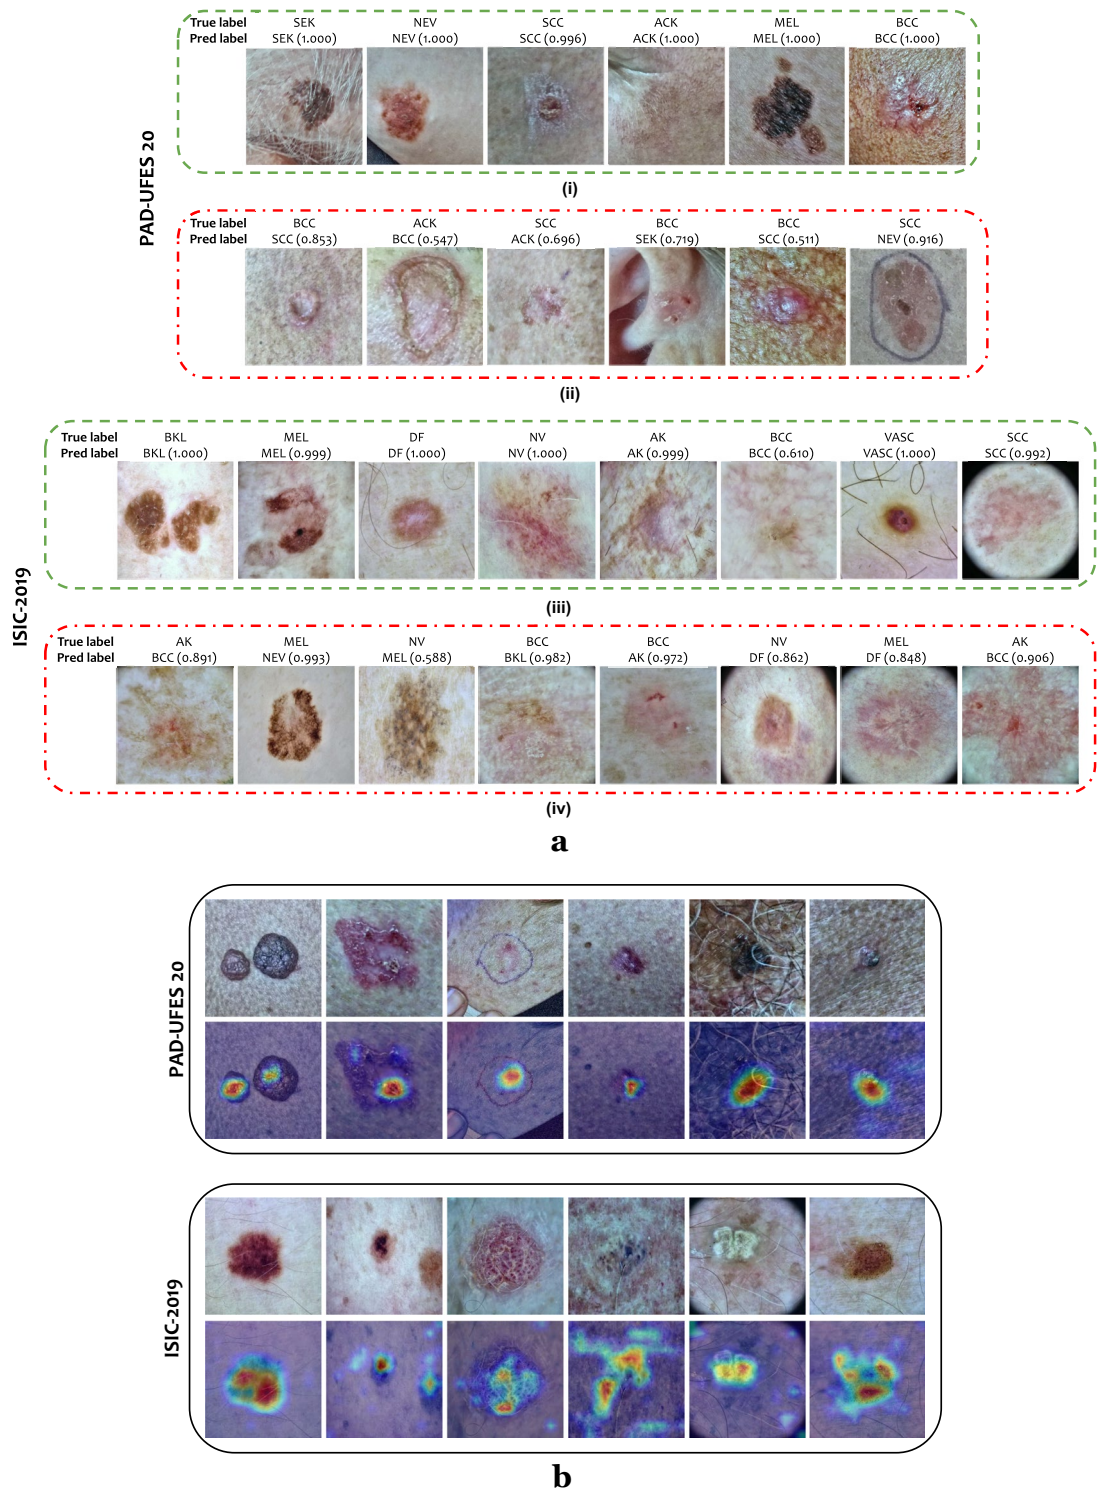 True label SEK NEV SCC ACK MEL BCC
Pred label SEK (1.000) NEV (1.000) SCC (0.996) ACK (1.000) MEL (1.000) BCC (1.000)
PAD-UFES 20
(i)
True label BCC ACK SCC BCC BCC SCC
Pred label SCC (0.853) BCC (0.547) ACK (0.696) SEK (0.719) SCC (0.511) NEV (0.916)
(ii)
True label BKL MEL DF NV AK BCC VASC SCC
Pred label BKL (1.000) MEL (0.999) DF (1.000) NV (1.000) AK (0.999) BCC (0.610) VASC (1.000) SCC (0.992)
ISIC-2019
(iii)
True label AK MEL NV BCC BCC NV MEL AK
Pred label BCC (0.891) NEV (0.993) MEL (0.588) BKL (0.982) AK (0.972) DF (0.862) DF (0.848) BCC (0.906)
(iv)
a
PAD-UFES 20
ISIC-2019
b